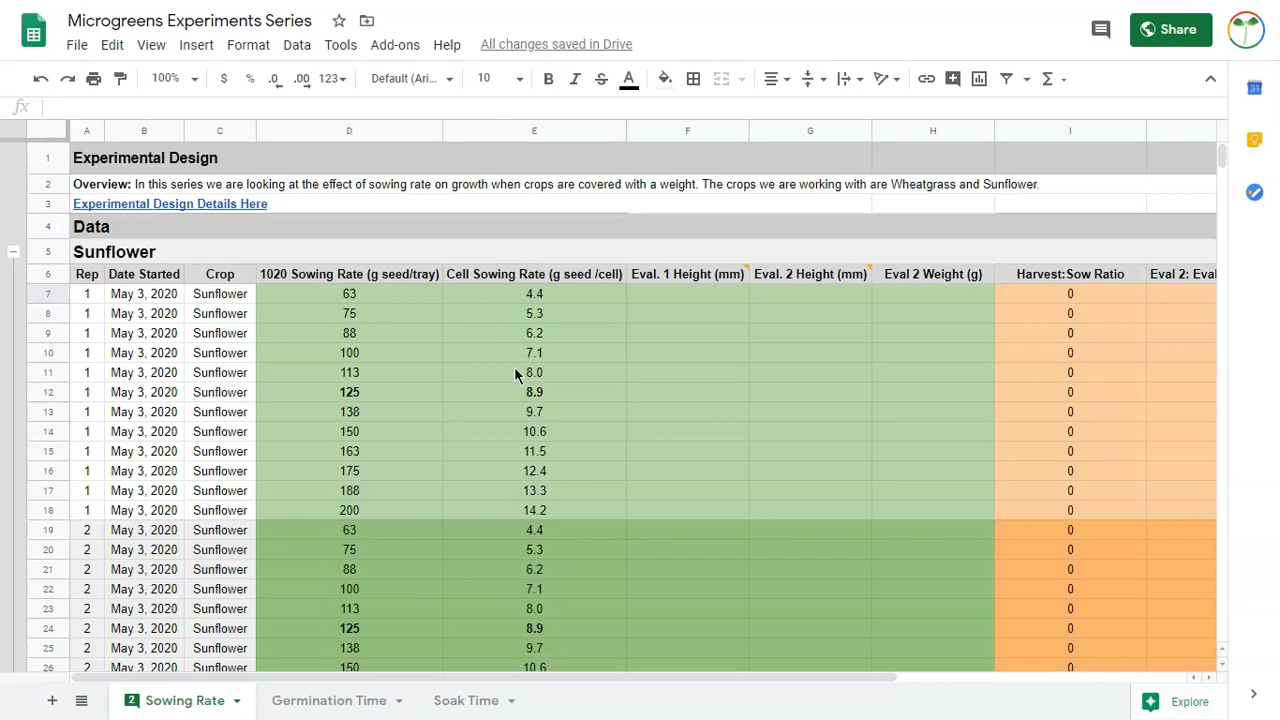 Microgreens Experiments Series
File Edit View Insert Format Data Tools Add-ons Help All changes saved in Drive
Share
100% $ % .0 .00 123 Default (Ari... 10 B I S A Σ
fx
A B C D E F G H I
1 Experimental Design
2 Overview: In this series we are looking at the effect of sowing rate on growth when crops are covered with a weight. The crops we are working with are Wheatgrass and Sunflower.
3 Experimental Design Details Here
4 Data
5 Sunflower
6 Rep Date Started Crop 1020 Sowing Rate (g seed/tray) Cell Sowing Rate (g seed /cell) Eval. 1 Height (mm) Eval. 2 Height (mm) Eval 2 Weight (g) Harvest:Sow Ratio Eval 2: Eval
7 1 May 3, 2020 Sunflower 63 4.4 0
8 1 May 3, 2020 Sunflower 75 5.3 0
9 1 May 3, 2020 Sunflower 88 6.2 0
10 1 May 3, 2020 Sunflower 100 7.1 0
11 1 May 3, 2020 Sunflower 113 8.0 0
12 1 May 3, 2020 Sunflower 125 8.9 0
13 1 May 3, 2020 Sunflower 138 9.7 0
14 1 May 3, 2020 Sunflower 150 10.6 0
15 1 May 3, 2020 Sunflower 163 11.5 0
16 1 May 3, 2020 Sunflower 175 12.4 0
17 1 May 3, 2020 Sunflower 188 13.3 0
18 1 May 3, 2020 Sunflower 200 14.2 0
19 2 May 3, 2020 Sunflower 63 4.4 0
20 2 May 3, 2020 Sunflower 75 5.3 0
21 2 May 3, 2020 Sunflower 88 6.2 0
22 2 May 3, 2020 Sunflower 100 7.1 0
23 2 May 3, 2020 Sunflower 113 8.0 0
24 2 May 3, 2020 Sunflower 125 8.9 0
25 2 May 3, 2020 Sunflower 138 9.7 0
26 2 May 3, 2020 Sunflower 150 10.6 0
2 Sowing Rate Germination Time Soak Time Explore
31